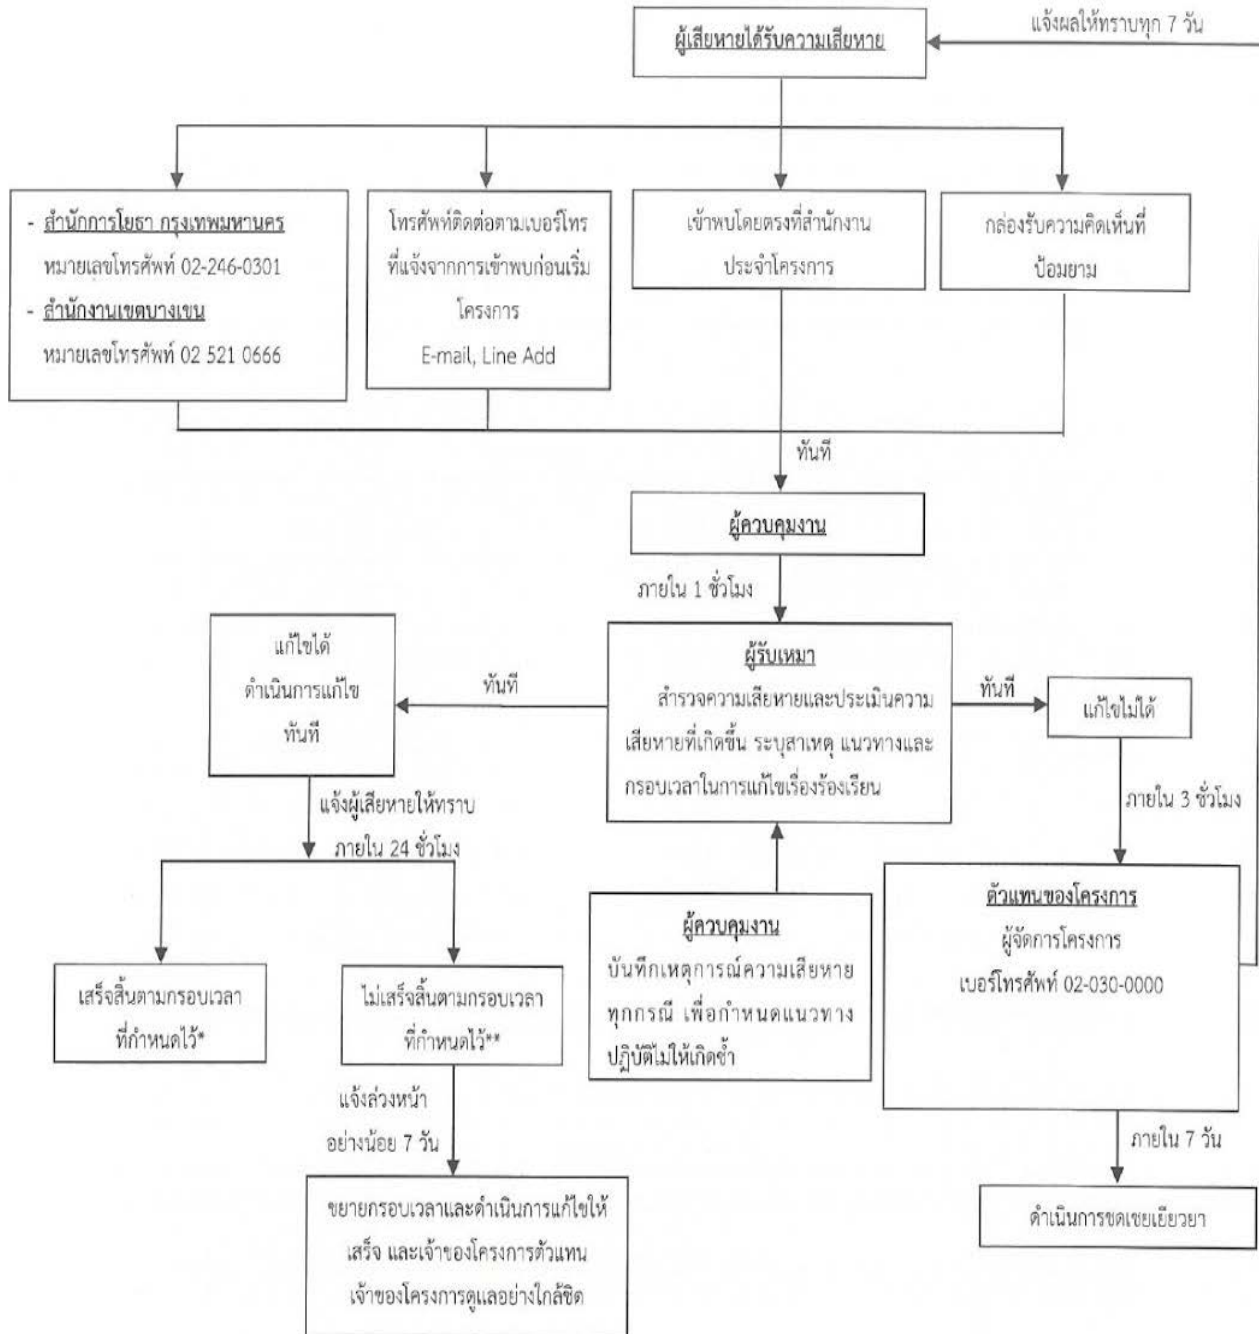 แจ้งผลให้ทราบทุก 7 วัน
ผู้เสียหายได้รับความเสียหาย
- สำนักการโยธา กรุงเทพมหานคร
หมายเลขโทรศัพท์ 02-246-0301
- สำนักงานเขตบางเขน
หมายเลขโทรศัพท์ 02 521 0666
โทรศัพท์ติดต่อตามเบอร์โทร
ที่แจ้งจากการเข้าพบก่อนเริ่ม
โครงการ
E-mail, Line Add
เข้าพบโดยตรงที่สำนักงาน
ประจำโครงการ
กล่องรับความคิดเห็นที่
ป้อมยาม
ทันที
ผู้ควบคุมงาน
ภายใน 1 ชั่วโมง
แก้ไขได้
ดำเนินการแก้ไข
ทันที
ทันที
ผู้รับเหมา
สำรวจความเสียหายและประเมินความ
เสียหายที่เกิดขึ้น ระบุสาเหตุ แนวทางและ
กรอบเวลาในการแก้ไขเรื่องร้องเรียน
ทันที
แก้ไขไม่ได้
แจ้งผู้เสียหายให้ทราบ
ภายใน 24 ชั่วโมง
ภายใน 3 ชั่วโมง
เสร็จสิ้นตามกรอบเวลา
ที่กำหนดไว้*
ไม่เสร็จสิ้นตามกรอบเวลา
ที่กำหนดไว้**
ผู้ควบคุมงาน
บันทึกเหตุการณ์ความเสียหาย
ทุกกรณี เพื่อกำหนดแนวทาง
ปฏิบัติไม่ให้เกิดซ้ำ
ตัวแทนของโครงการ
ผู้จัดการโครงการ
เบอร์โทรศัพท์ 02-030-0000
แจ้งล่วงหน้า
อย่างน้อย 7 วัน
ภายใน 7 วัน
ขยายกรอบเวลาและดำเนินการแก้ไขให้
เสร็จ และเจ้าของโครงการตัวแทน
เจ้าของโครงการดูแลอย่างใกล้ชิด
ดำเนินการชดเชยเยียวยา